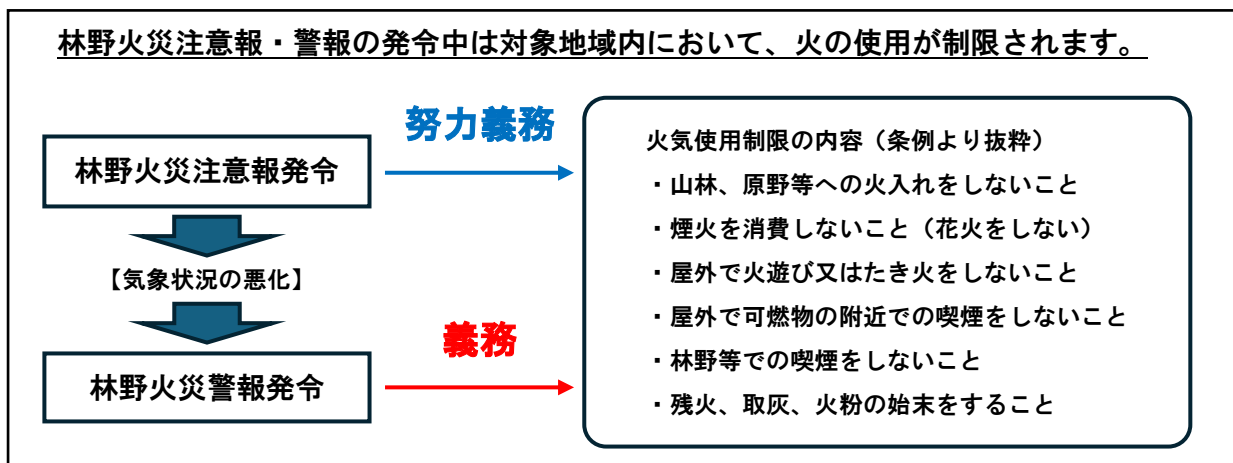 林野火災注意報・警報の発令中は対象地域内において、火の使用が制限されます。
努力義務
林野火災注意報発令
【気象状況の悪化】
義務
林野火災警報発令
火気使用制限の内容（条例より抜粋）
・山林、原野等への火入れをしないこと
・煙火を消費しないこと（花火をしない）
・屋外で火遊び又はたき火をしないこと
・屋外で可燃物の附近での喫煙をしないこと
・林野等での喫煙をしないこと
・残火、取灰、火粉の始末をすること